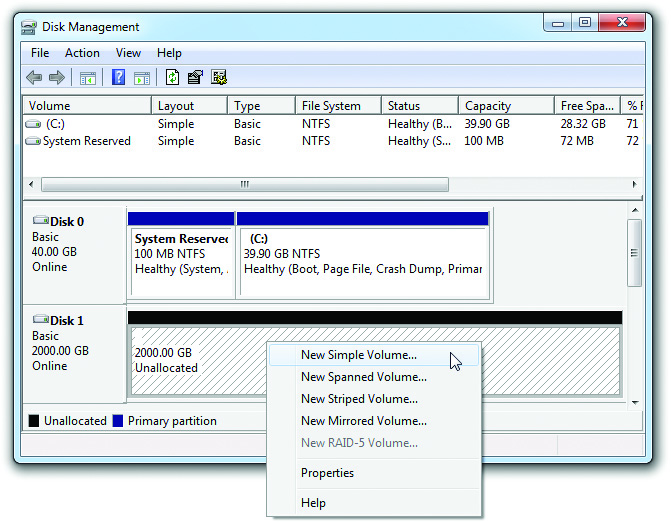 Disk Management
File Action View Help
Volume Layout Type File System Status Capacity Free Spa... % F
(C:) Simple Basic NTFS Healthy (B... 39.90 GB 28.32 GB 71
System Reserved Simple Basic NTFS Healthy (S... 100 MB 72 MB 72
Disk 0
Basic
40.00 GB
Online
System Reserved
100 MB NTFS
Healthy (System, .
(C:)
39.90 GB NTFS
Healthy (Boot, Page File, Crash Dump, Primar
Disk 1
Basic
2000.00 GB
Online
2000.00 GB
Unallocated
New Simple Volume...
New Spanned Volume...
New Striped Volume...
New Mirrored Volume...
New RAID-5 Volume...
Properties
Help
Unallocated Primary partition